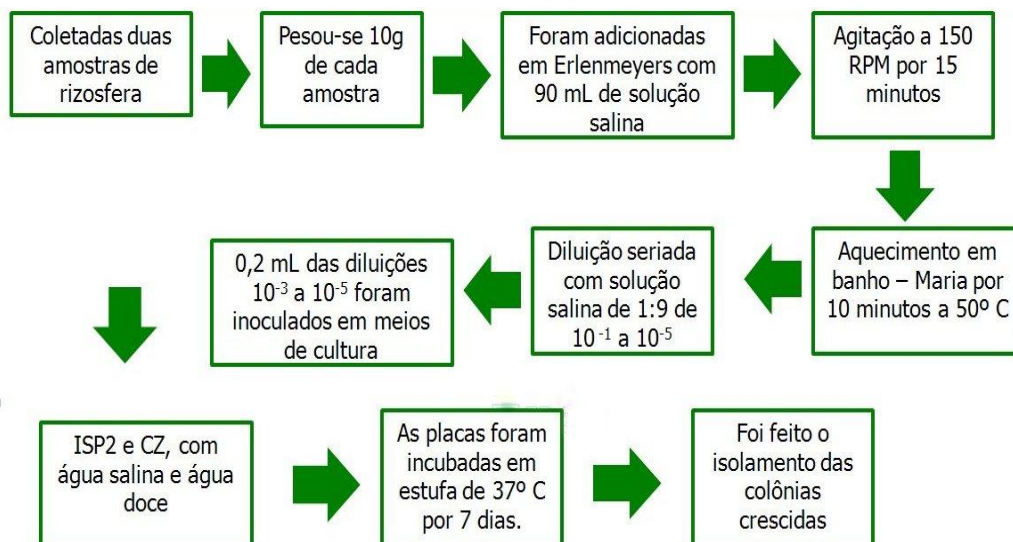 Coletadas duas
amostras de
rizosfera
Pesou-se 10g
de cada
amostra
Foram adicionadas
em Erlenmeyers com
90 mL de solução
salina
Agitação a 150
RPM por 15
minutos
Aquecimento em
banho – Maria por
10 minutos a 50º C
Diluição seriada
com solução
salina de 1:9 de
10⁻¹ a 10⁻⁵
0,2 mL das diluições
10⁻³ a 10⁻⁵ foram
inoculados em meios
de cultura
ISP2 e CZ, com
água salina e água
doce
As placas foram
incubadas em
estufa de 37º C
por 7 dias.
Foi feito o
isolamento das
colônias
crescidas